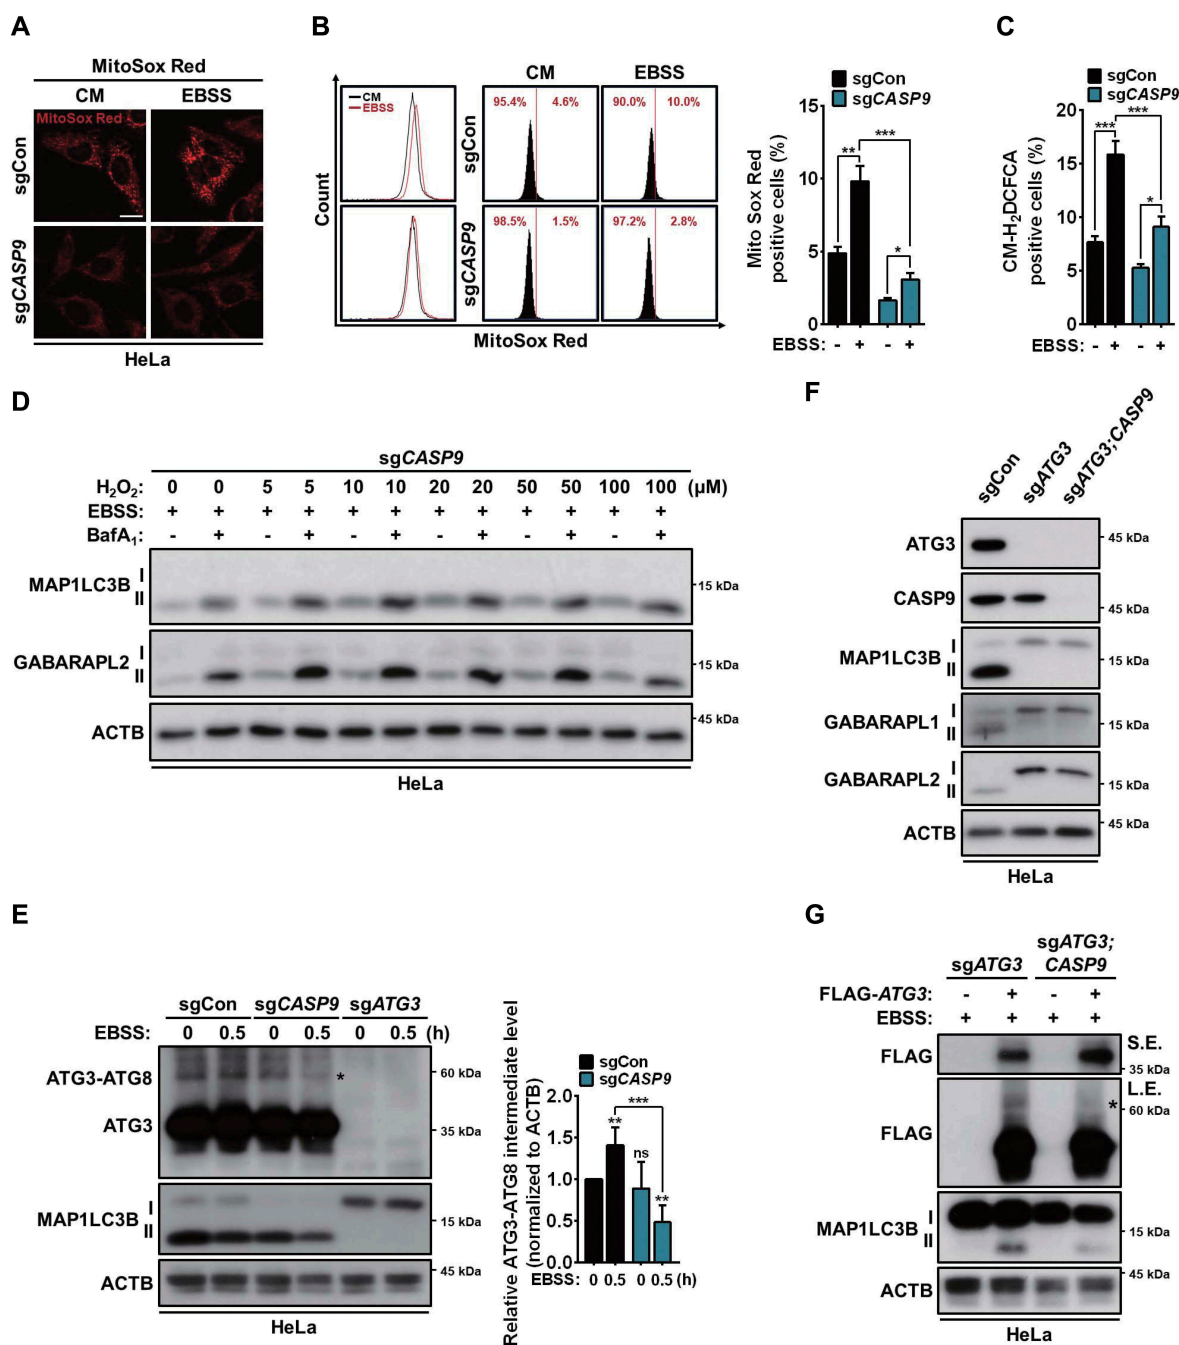 A
MitoSox Red
CM EBSS
MitoSox Red
sgCon
sgCASP9
HeLa
B
CM EBSS
CM
EBSS
95.4% 4.6% 90.0% 10.0%
sgCon
98.5% 1.5% 97.2% 2.8%
sgCASP9
Count
MitoSox Red
sgCon
sgCASP9
Mito Sox Red
positive cells (%)
15
10
5
0
** *** *
EBSS: - + - +
C
sgCon
sgCASP9
CM-H₂DCFCA
positive cells (%)
20
15
10
5
0
*** *** *
EBSS: - + - +
D
sgCASP9
H₂O₂: 0 0 5 5 10 10 20 20 50 50 100 100 (μM)
EBSS: + + + + + + + + + + + +
BafA₁: - + - + - + - + - + - +
MAP1LC3B I II 15 kDa
GABARAPL2 I II 15 kDa
ACTB 45 kDa
HeLa
F
sgCon sgATG3 sgATG3;CASP9
ATG3 45 kDa
CASP9 45 kDa
MAP1LC3B I II 15 kDa
GABARAPL1 I II 15 kDa
GABARAPL2 I II 15 kDa
ACTB 45 kDa
HeLa
E
sgCon sgCASP9 sgATG3
EBSS: 0 0.5 0 0.5 0 0.5 (h)
ATG3-ATG8 * 60 kDa
ATG3 35 kDa
MAP1LC3B I II 15 kDa
ACTB 45 kDa
HeLa
Relative ATG3-ATG8 intermediate level
(normalized to ACTB)
sgCon
sgCASP9
2.0
1.5
1.0
0.5
0.0
*** ** ns **
EBSS: 0 0.5 0 0.5 (h)
G
sgATG3 sgATG3;
CASP9
FLAG-ATG3: - + - +
EBSS: + + + +
FLAG S.E. 35 kDa
FLAG L.E. * 60 kDa
MAP1LC3B I II 15 kDa
ACTB 45 kDa
HeLa